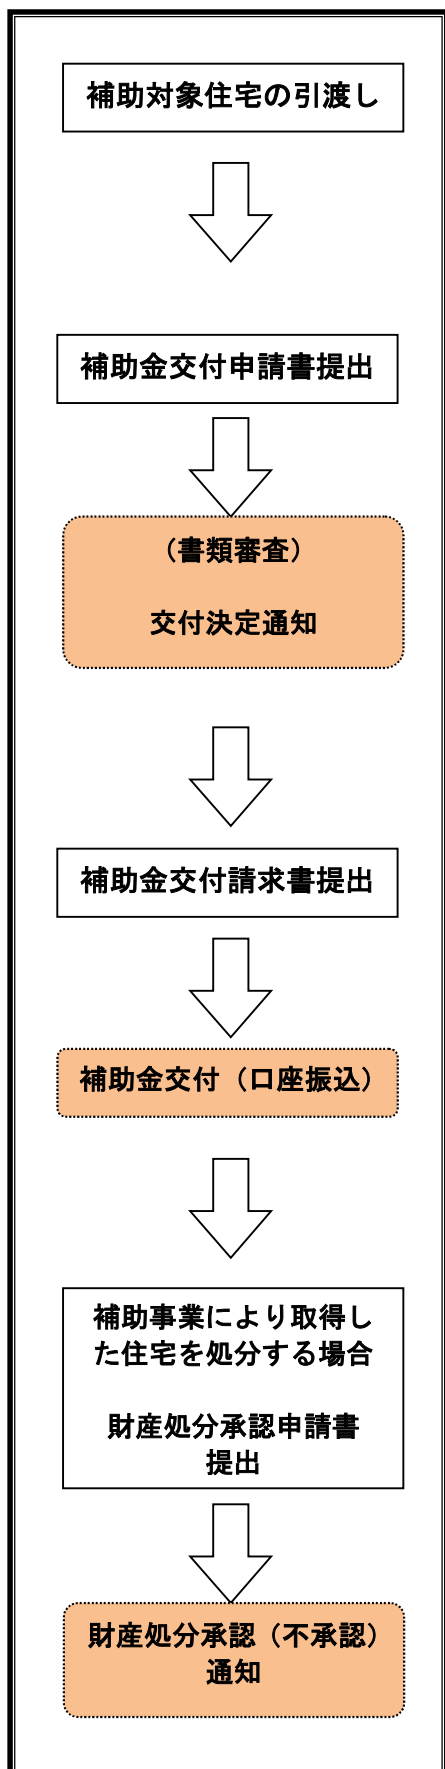 補助対象住宅の引渡し
補助金交付申請書提出
（書類審査）
交付決定通知
補助金交付請求書提出
補助金交付（口座振込）
補助事業により取得し
た住宅を処分する場合
財産処分承認申請書
提出
財産処分承認（不承認）
通知